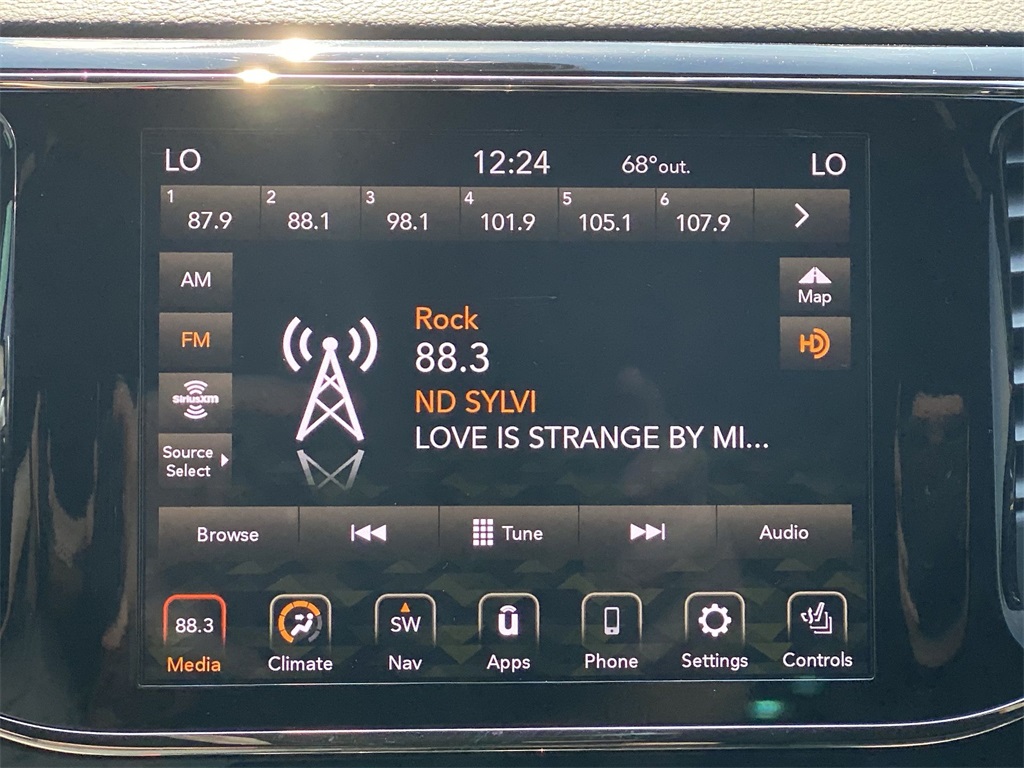 LO 12:24 68°out. LO
1 2 3 4 5 6
87.9 88.1 98.1 101.9 105.1 107.9
AM
Map
Rock
FM
HD
88.3
SiriusXM
ND SYLVI
LOVE IS STRANGE BY MI...
Source
Select
Browse Tune Audio
88.3 SW u
Media Climate Nav Apps Phone Settings Controls